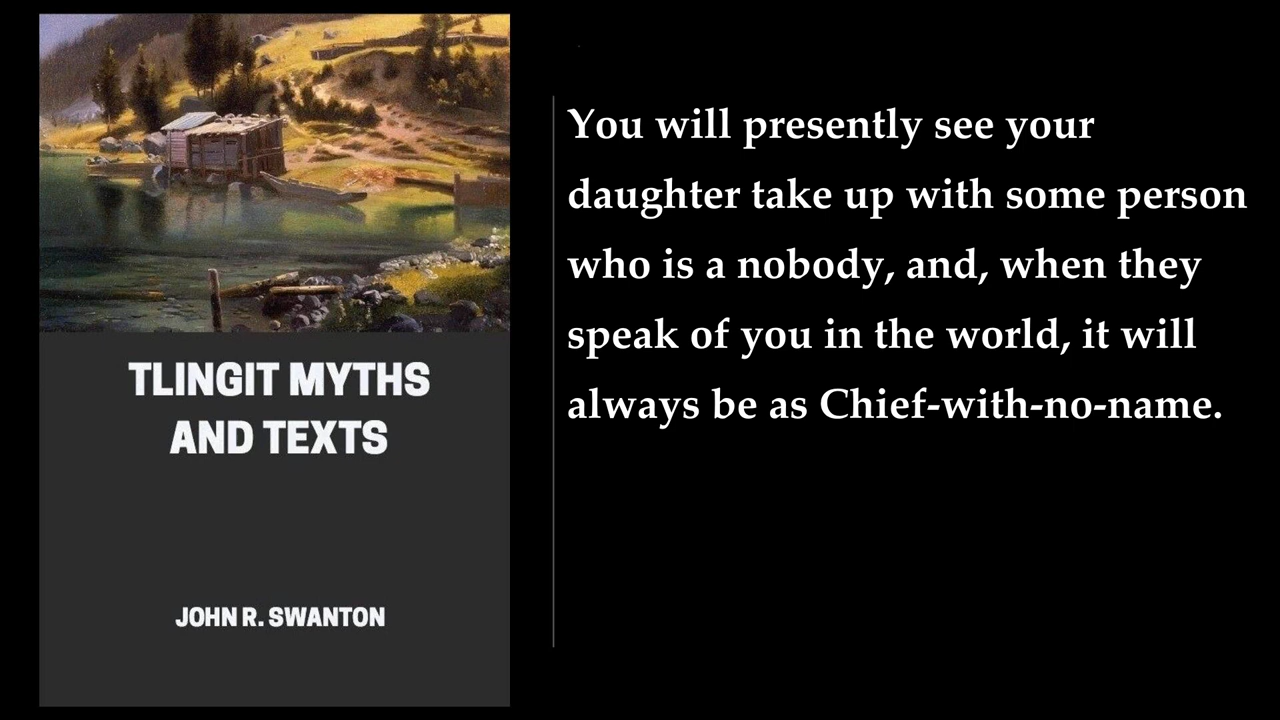 TLINGIT MYTHS
AND TEXTS
JOHN R. SWANTON
You will presently see your
daughter take up with some person
who is a nobody, and, when they
speak of you in the world, it will
always be as Chief-with-no-name.